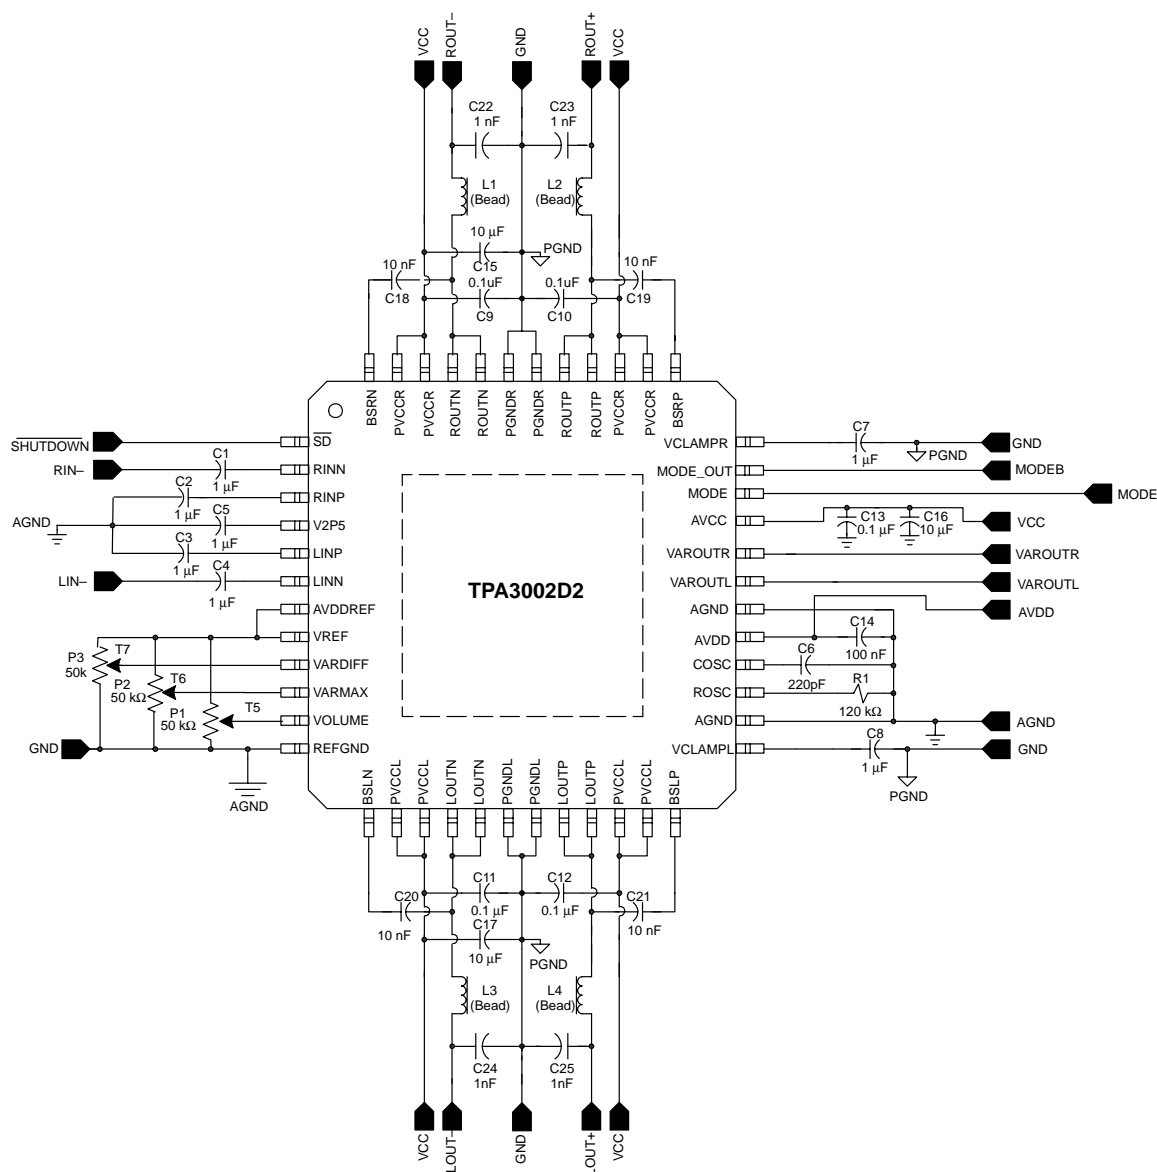 VCC
ROUT–
GND
ROUT+
VCC
C22
1 nF
C23
1 nF
L1
(Bead)
L2
(Bead)
10 µF
C15
PGND
10 nF
C18
0.1uF
C9
0.1uF
C10
10 nF
C19
BSRN
PVCCR
PVCCR
ROUTN
ROUTN
PGNDR
PGNDR
ROUTP
ROUTP
PVCCR
PVCCR
BSRP
SHUTDOWN
SD
RIN–
C1
1 µF
RINN
C2
1 µF
RINP
AGND
C5
1 µF
V2P5
C3
1 µF
LINP
LIN–
C4
1 µF
LINN
AVDDREF
VREF
P3
50k
T7
VARDIFF
P2
50 kΩ
T6
VARMAX
P1
50 kΩ
T5
VOLUME
GND
REFGND
AGND
TPA3002D2
VCLAMPR
C7
1 µF
PGND
GND
MODE_OUT
MODEB
MODE
MODE
AVCC
C13
0.1 µF
C16
10 µF
VCC
VAROUTR
VAROUTR
VAROUTL
VAROUTL
AGND
AVDD
AVDD
C14
100 nF
COSC
C6
220pF
ROSC
R1
120 kΩ
AGND
AGND
VCLAMPL
C8
1 µF
PGND
GND
BSLN
PVCCL
PVCCL
LOUTN
LOUTN
PGNDL
PGNDL
LOUTP
LOUTP
PVCCL
PVCCL
BSLP
C20
10 nF
C11
0.1 µF
C12
0.1 µF
C21
10 nF
C17
10 µF
PGND
L3
(Bead)
L4
(Bead)
C24
1nF
C25
1nF
VCC
LOUT–
GND
LOUT+
VCC